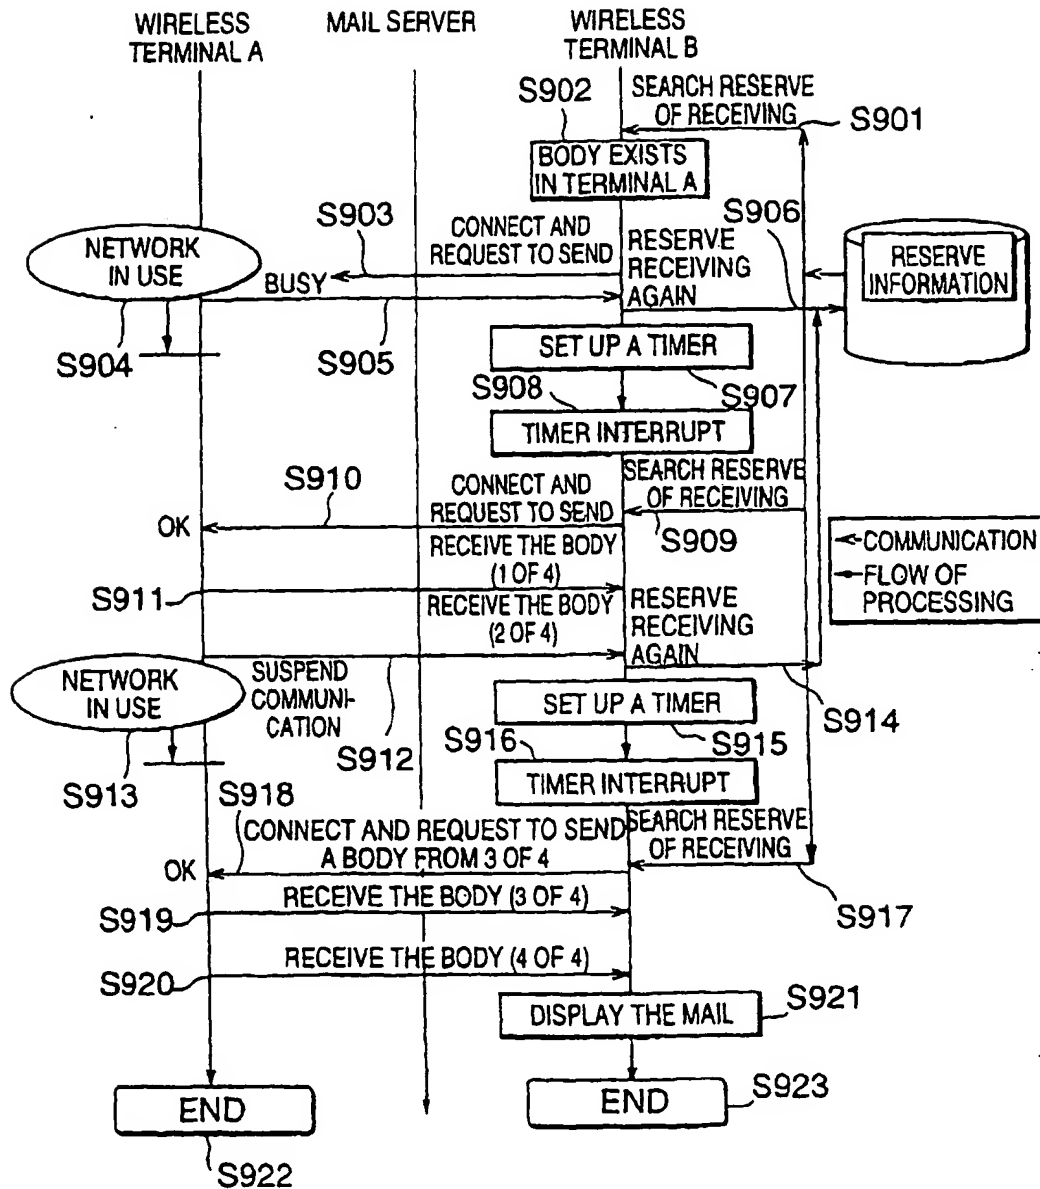 WIRELESS
TERMINAL A
MAIL SERVER
WIRELESS
TERMINAL B
S902
SEARCH RESERVE
OF RECEIVING
S901
BODY EXISTS
IN TERMINAL A
S903
CONNECT AND
REQUEST TO SEND
S906
NETWORK
IN USE
BUSY
RESERVE
RECEIVING
AGAIN
RESERVE
INFORMATION
S904
S905
SET UP A TIMER
S908
S907
TIMER INTERRUPT
S910
CONNECT AND
REQUEST TO SEND
SEARCH RESERVE
OF RECEIVING
OK
S909
COMMUNICATION
FLOW OF
PROCESSING
RECEIVE THE BODY
(1 OF 4)
S911
RECEIVE THE BODY
(2 OF 4)
RESERVE
RECEIVING
AGAIN
NETWORK
IN USE
SUSPEND
COMMUNI-
CATION
S912
S914
SET UP A TIMER
S916
S915
S913
TIMER INTERRUPT
S918
CONNECT AND REQUEST TO SEND
A BODY FROM 3 OF 4
SEARCH RESERVE
OF RECEIVING
OK
S917
RECEIVE THE BODY (3 OF 4)
S919
RECEIVE THE BODY (4 OF 4)
S920
DISPLAY THE MAIL
S921
END
S922
END
S923